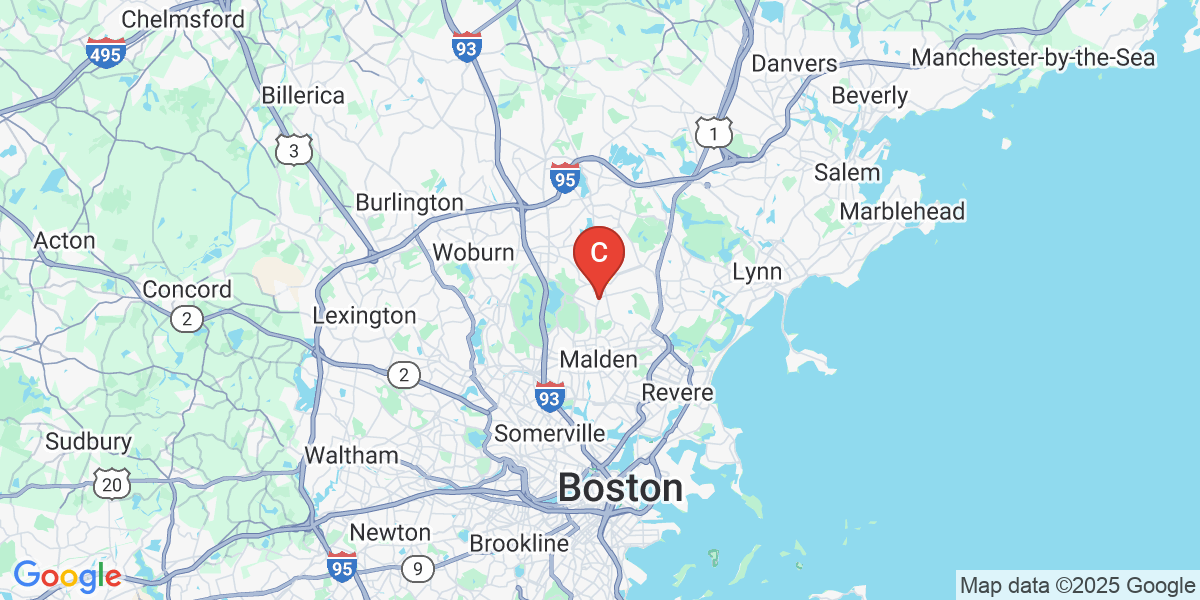 Chelmsford
495
93
Danvers
Manchester-by-the-Sea
Billerica
Beverly
1
3
95
Salem
Burlington
Marblehead
Acton
Woburn
C
Lynn
Concord
2
Lexington
Malden
2
Revere
93
Somerville
Sudbury
Waltham
20
Boston
Newton
Brookline
95
9
Google
Map data ©2025 Google